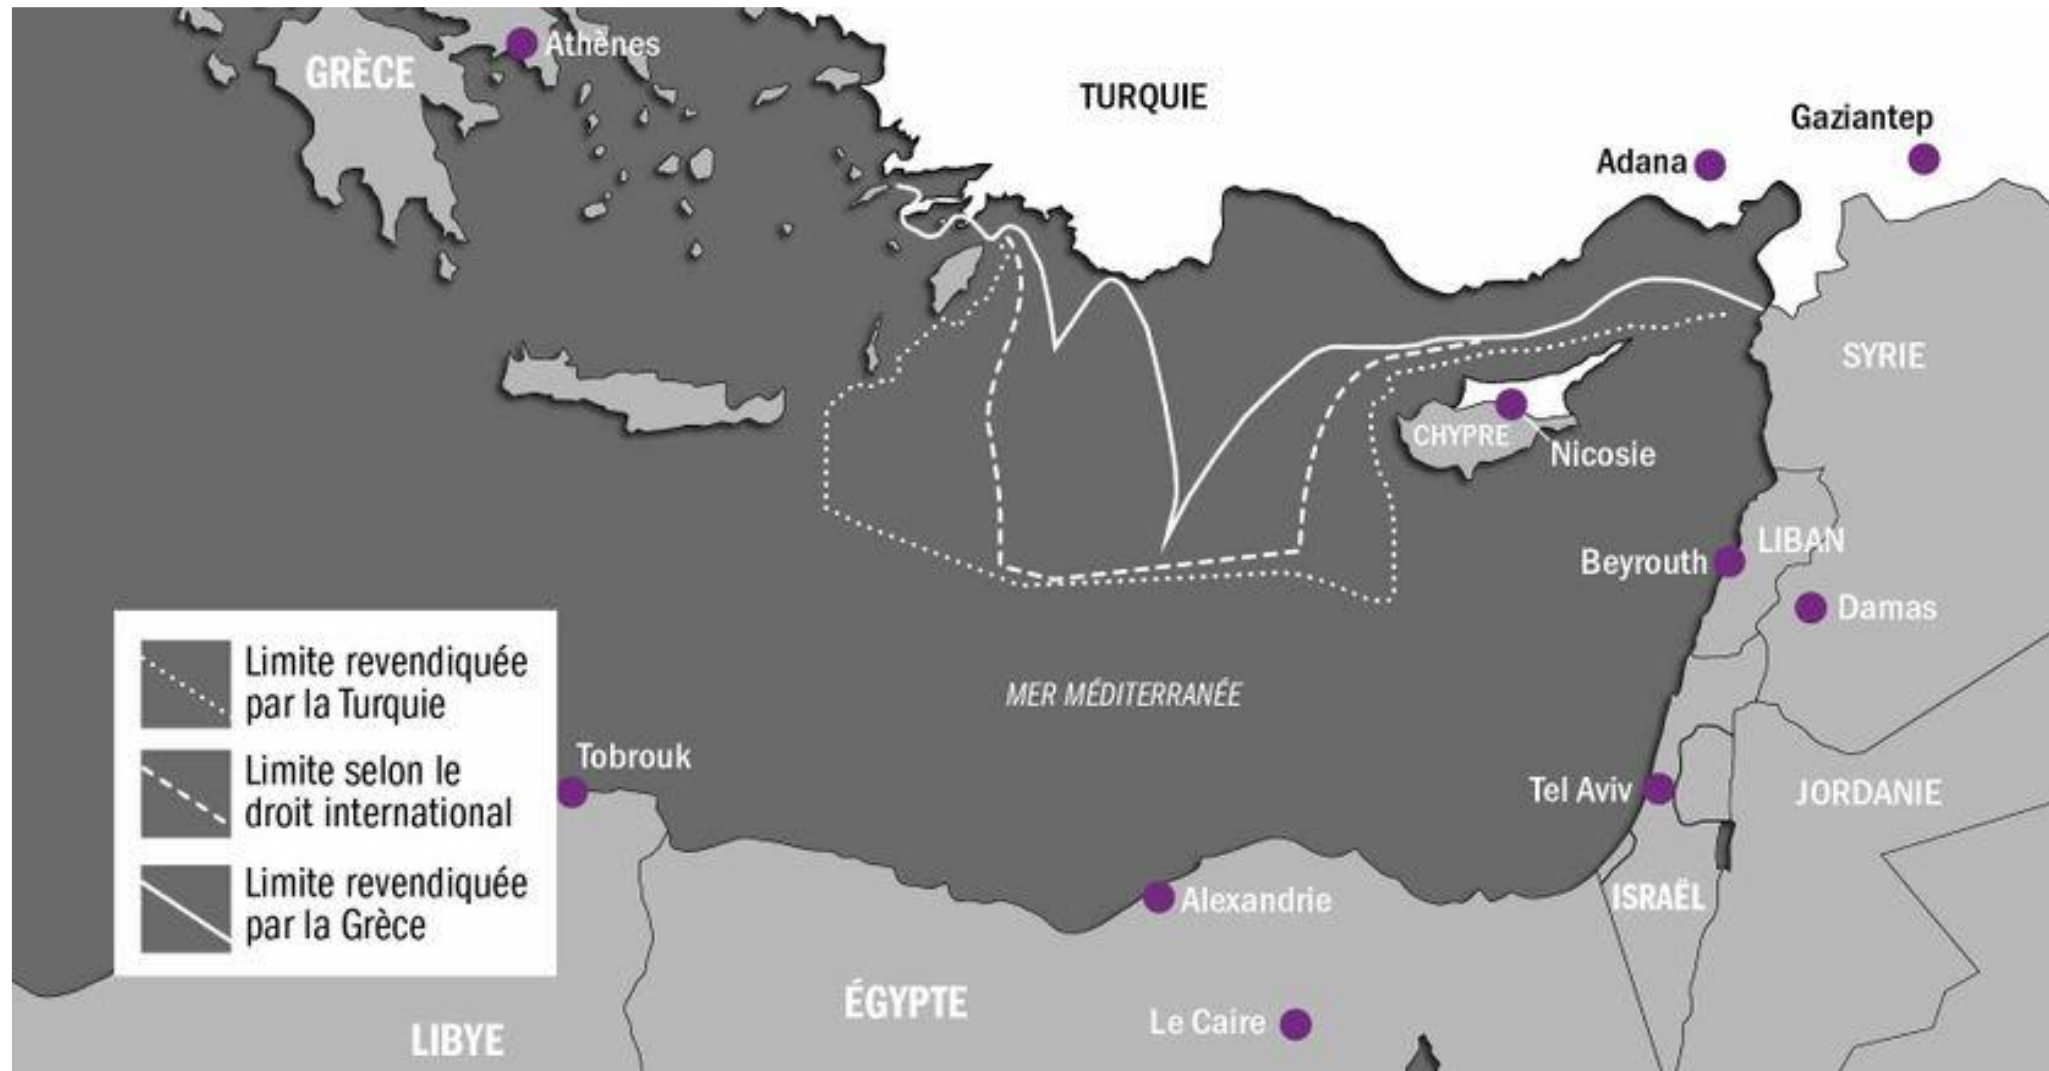 Athènes
GRÈCE
TURQUIE
Gaziantep
Adana
SYRIE
CHYPRE
Nicosie
LIBAN
Beyrouth
Damas
MER MÉDITERRANÉE
Limite revendiquée
par la Turquie
Limite selon le
droit international
Limite revendiquée
par la Grèce
Tobrouk
Tel Aviv
JORDANIE
Alexandrie
ISRAËL
ÉGYPTE
Le Caire
LIBYE